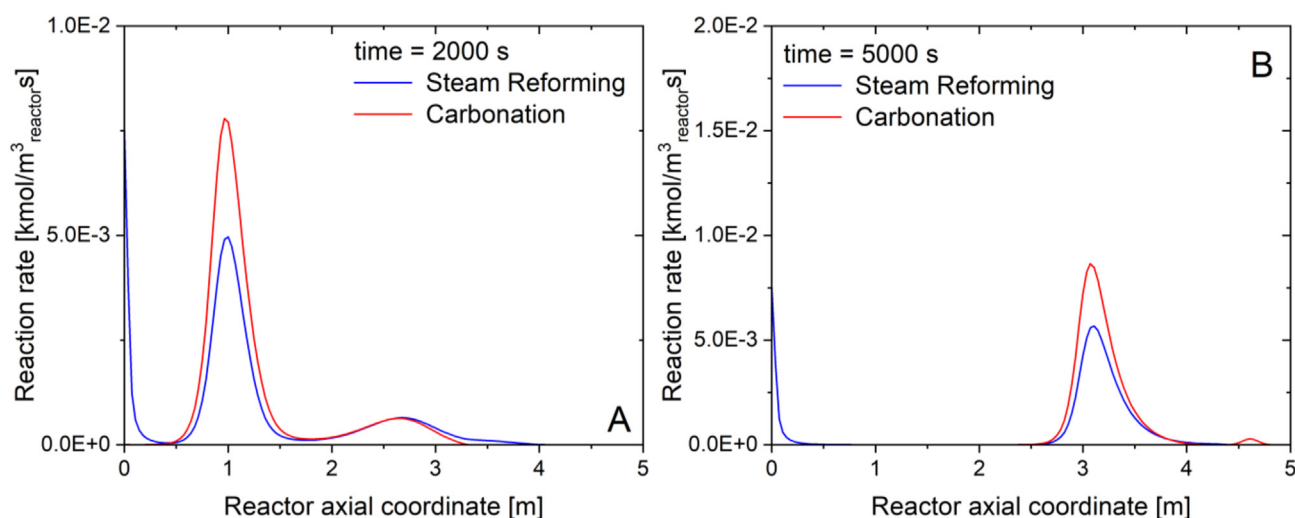 1.0E-2
5.0E-3
0.0E+0
Reaction rate [kmol/m³reactors]
time = 2000 s
Steam Reforming
Carbonation
A
0 1 2 3 4 5
Reactor axial coordinate [m]
2.0E-2
1.5E-2
1.0E-2
5.0E-3
0.0E+0
Reaction rate [kmol/m³reactors]
time = 5000 s
Steam Reforming
Carbonation
B
0 1 2 3 4 5
Reactor axial coordinate [m]